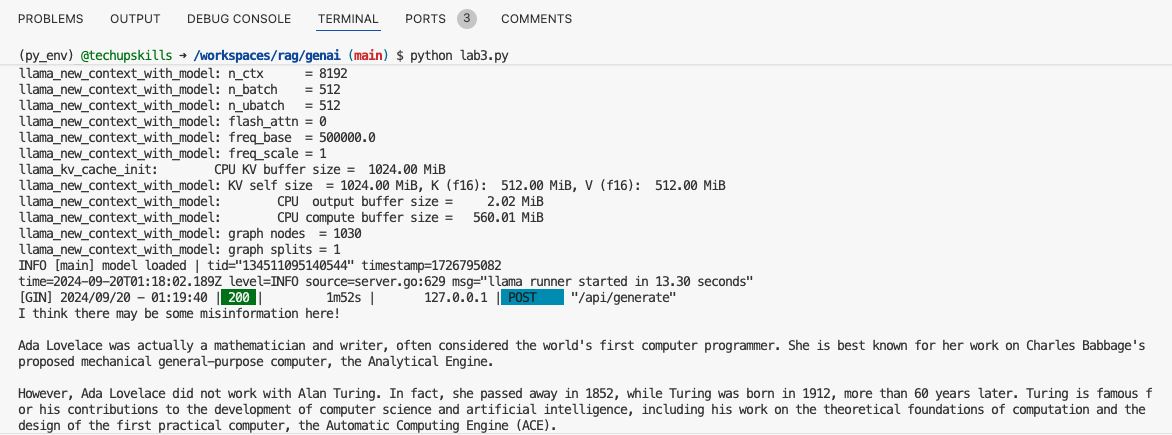 PROBLEMS OUTPUT DEBUG CONSOLE TERMINAL PORTS 3 COMMENTS
(py_env) @techupskills ➜ /workspaces/rag/genai (main) $ python lab3.py
llama_new_context_with_model: n_ctx      = 8192
llama_new_context_with_model: n_batch    = 512
llama_new_context_with_model: n_ubatch   = 512
llama_new_context_with_model: flash_attn = 0
llama_new_context_with_model: freq_base  = 500000.0
llama_new_context_with_model: freq_scale = 1
llama_kv_cache_init:        CPU KV buffer size =  1024.00 MiB
llama_new_context_with_model: KV self size  = 1024.00 MiB, K (f16):  512.00 MiB, V (f16):  512.00 MiB
llama_new_context_with_model:        CPU  output buffer size =     2.02 MiB
llama_new_context_with_model:        CPU compute buffer size =   560.01 MiB
llama_new_context_with_model: graph nodes  = 1030
llama_new_context_with_model: graph splits = 1
INFO [main] model loaded | tid="134511095140544" timestamp=1726795082
time=2024-09-20T01:18:02.189Z level=INFO source=server.go:629 msg="llama runner started in 13.30 seconds"
[GIN] 2024/09/20 - 01:19:40 | 200 |         1m52s |       127.0.0.1 | POST     "/api/generate"
I think there may be some misinformation here!
Ada Lovelace was actually a mathematician and writer, often considered the world's first computer programmer. She is best known for her work on Charles Babbage's
proposed mechanical general-purpose computer, the Analytical Engine.
However, Ada Lovelace did not work with Alan Turing. In fact, she passed away in 1852, while Turing was born in 1912, more than 60 years later. Turing is famous f
or his contributions to the development of computer science and artificial intelligence, including his work on the theoretical foundations of computation and the
design of the first practical computer, the Automatic Computing Engine (ACE).